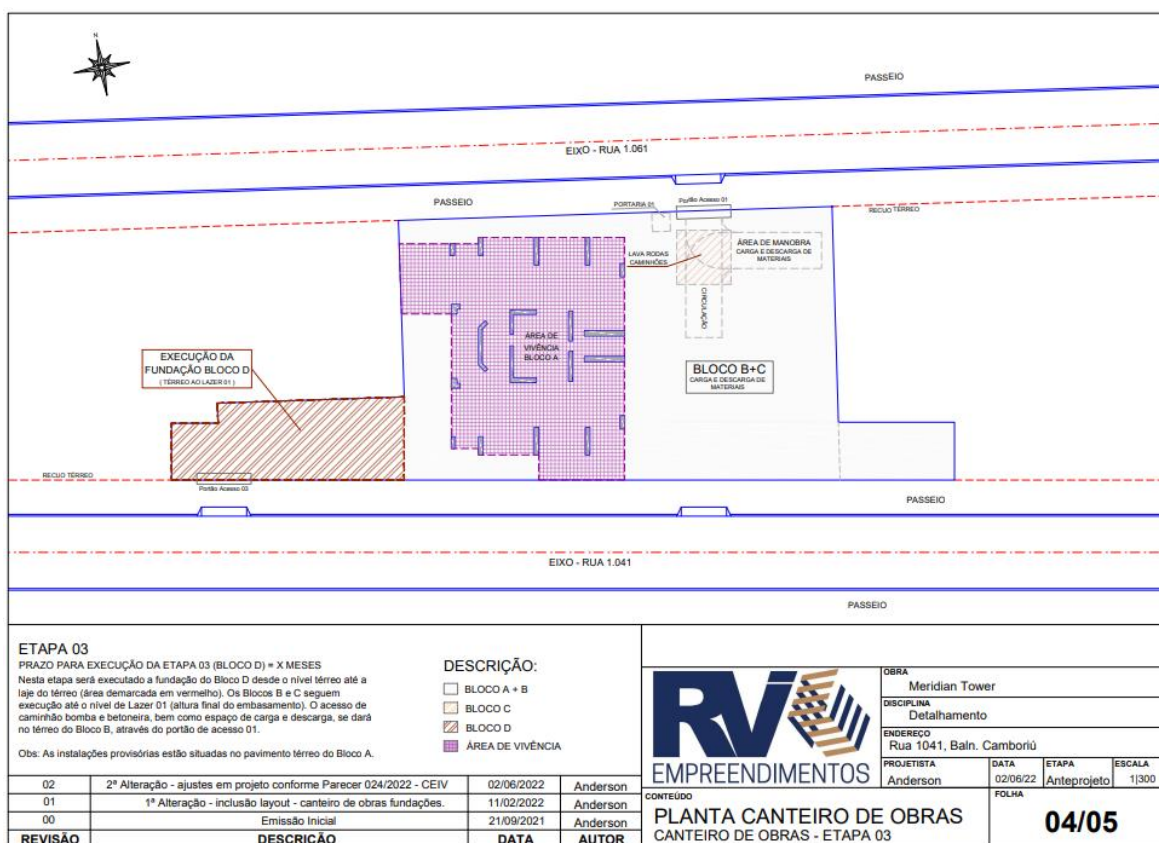 N
PASSEIO
EIXO - RUA 1.061
PASSEIO
PORTARIA 01
Portão Acesso 01
RECUO TÉRREO
LAVA RODAS
CAMINHÕES
ÁREA DE MANOBRA
CARGA E DESCARGA DE
MATERIAIS
CIRCULAÇÃO
ÁREA DE
VIVÊNCIA
BLOCO A
EXECUÇÃO DA
FUNDAÇÃO BLOCO D
( TÉRREO AO LAZER 01 )
BLOCO B+C
CARGA E DESCARGA DE
MATERIAIS
RECUO TÉRREO
Portão Acesso 03
PASSEIO
EIXO - RUA 1.041
PASSEIO
ETAPA 03
PRAZO PARA EXECUÇÃO DA ETAPA 03 (BLOCO D) = X MESES
Nesta etapa será executado a fundação do Bloco D desde o nível térreo até a
laje do térreo (área demarcada em vermelho). Os Blocos B e C seguem
execução até o nível de Lazer 01 (altura final do embasamento). O acesso de
caminhão bomba e betoneira, bem como espaço de carga e descarga, se dará
no térreo do Bloco B, através do portão de acesso 01.
Obs: As instalações provisórias estão situadas no pavimento térreo do Bloco A.
DESCRIÇÃO:
BLOCO A + B
BLOCO C
BLOCO D
ÁREA DE VIVÊNCIA
02 2ª Alteração - ajustes em projeto conforme Parecer 024/2022 - CEIV 02/06/2022 Anderson
01 1ª Alteração - inclusão layout - canteiro de obras fundações. 11/02/2022 Anderson
00 Emissão Inicial 21/09/2021 Anderson
REVISÃO DESCRIÇÃO DATA AUTOR
RV
EMPREENDIMENTOS
OBRA
Meridian Tower
DISCIPLINA
Detalhamento
ENDEREÇO
Rua 1041, Baln. Camboriú
PROJETISTA DATA ETAPA ESCALA
Anderson 02/06/22 Anteprojeto 1|300
CONTEÚDO
PLANTA CANTEIRO DE OBRAS
CANTEIRO DE OBRAS - ETAPA 03
FOLHA
04/05